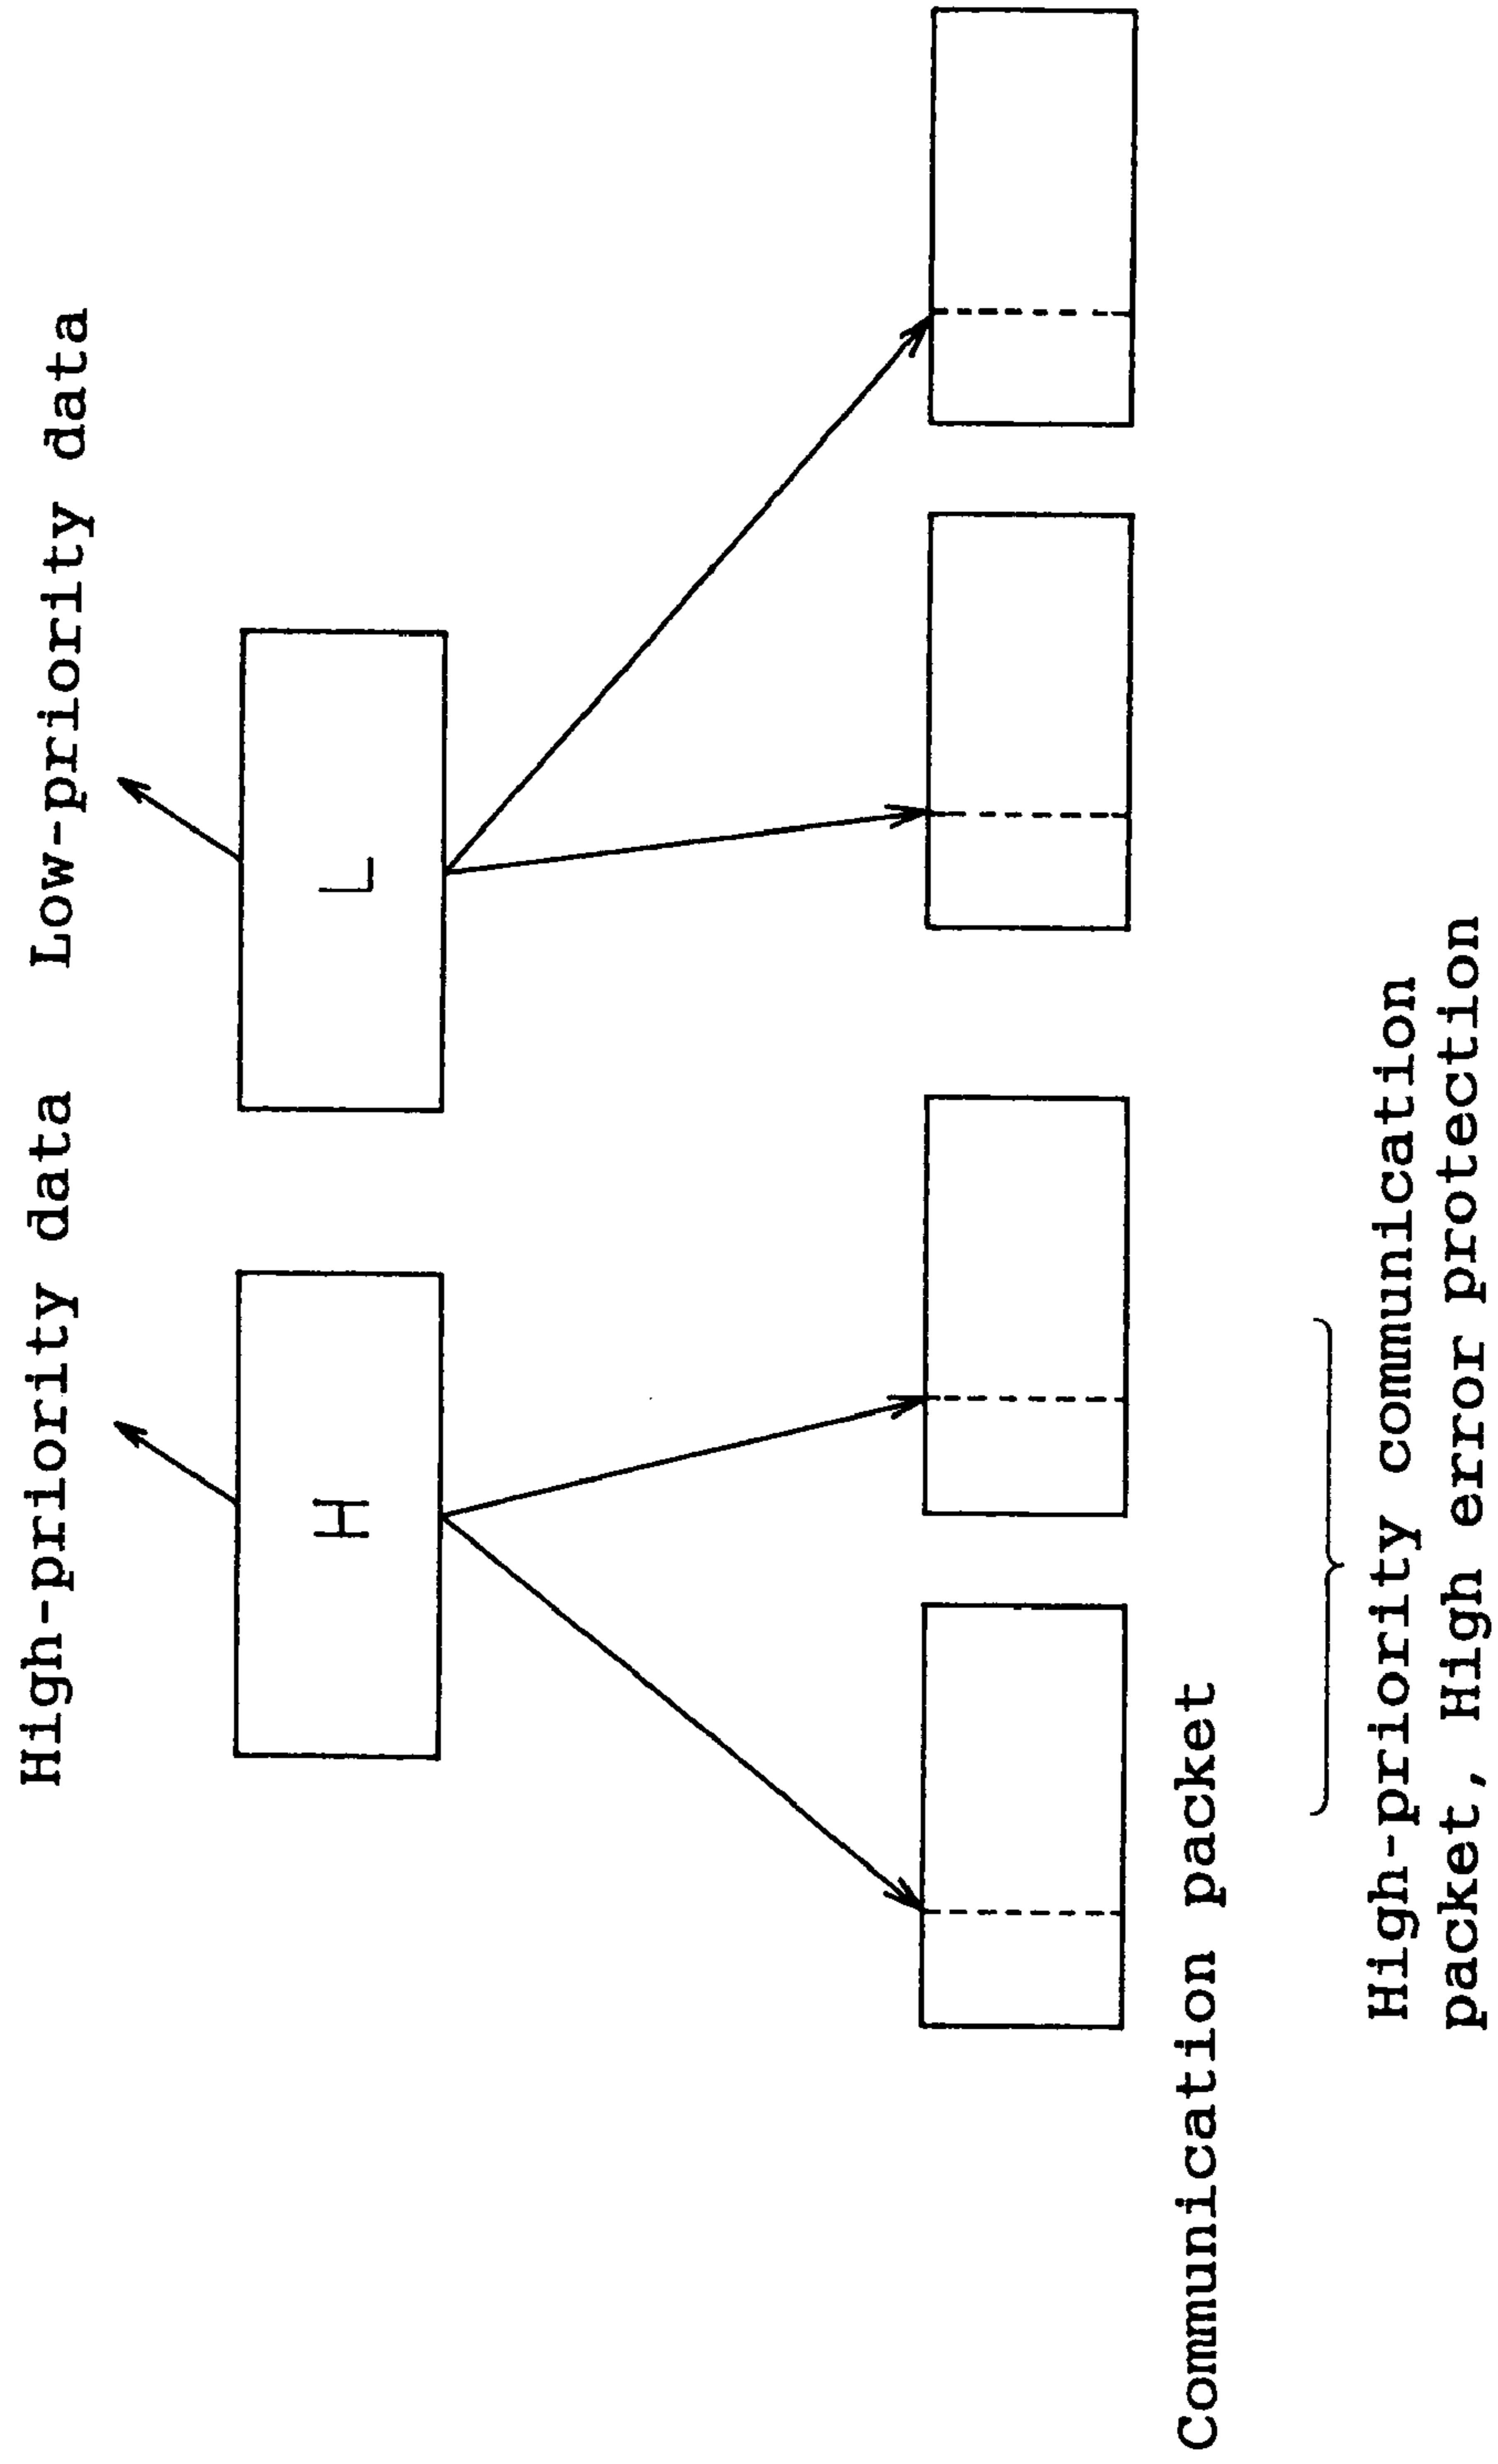 High-priority data
Low-priority data
H
L
Communication packet
High-priority communication
packet, High error protection